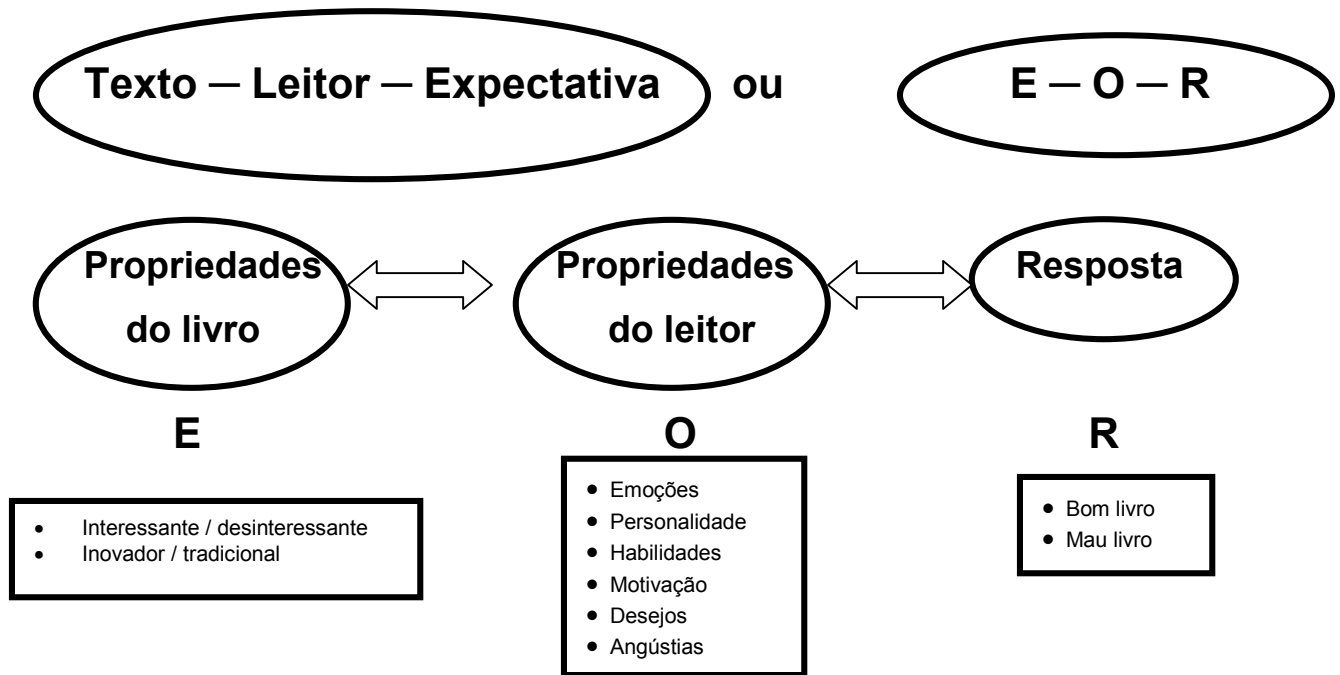 Texto — Leitor — Expectativa ou E — O — R
Propriedades do livro
Propriedades do leitor
Resposta
E
O
R
• Interessante / desinteressante
• Inovador / tradicional
• Emoções
• Personalidade
• Habilidades
• Motivação
• Desejos
• Angústias
• Bom livro
• Mau livro